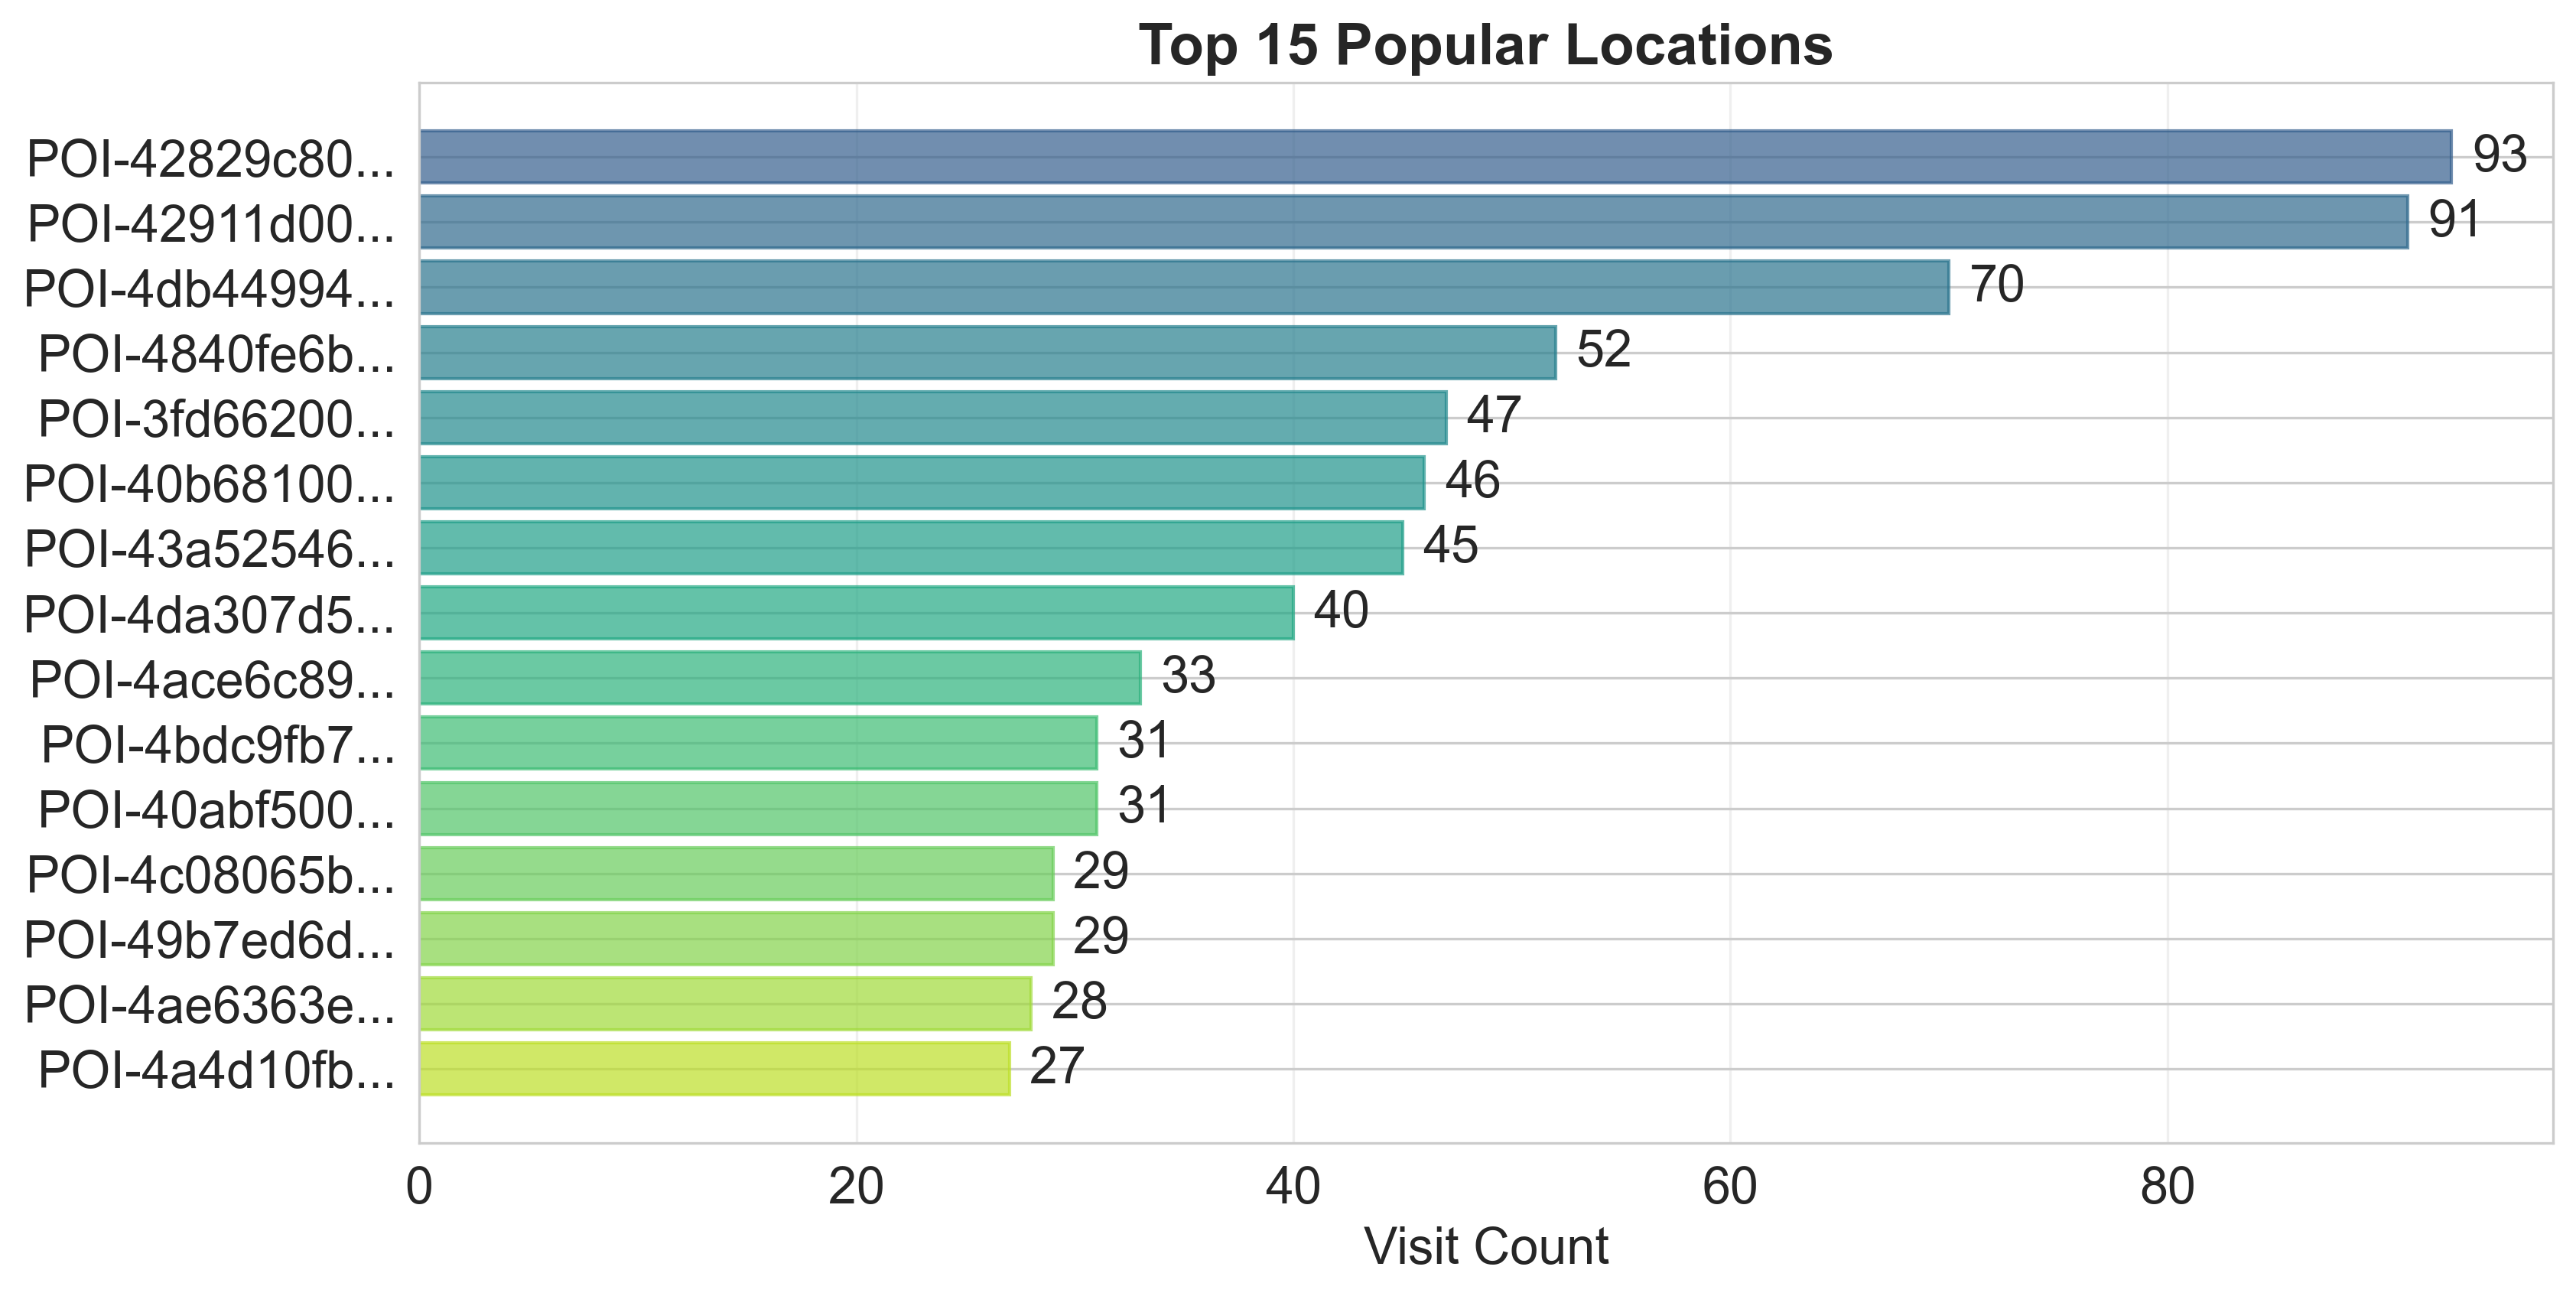 Top 15 Popular Locations
POI-42829c80... 93
POI-42911d00... 91
POI-4db44994... 70
POI-4840fe6b... 52
POI-3fd66200... 47
POI-40b68100... 46
POI-43a52546... 45
POI-4da307d5... 40
POI-4ace6c89... 33
POI-4bdc9fb7... 31
POI-40abf500... 31
POI-4c08065b... 29
POI-49b7ed6d... 29
POI-4ae6363e... 28
POI-4a4d10fb... 27
0 20 40 60 80
Visit Count